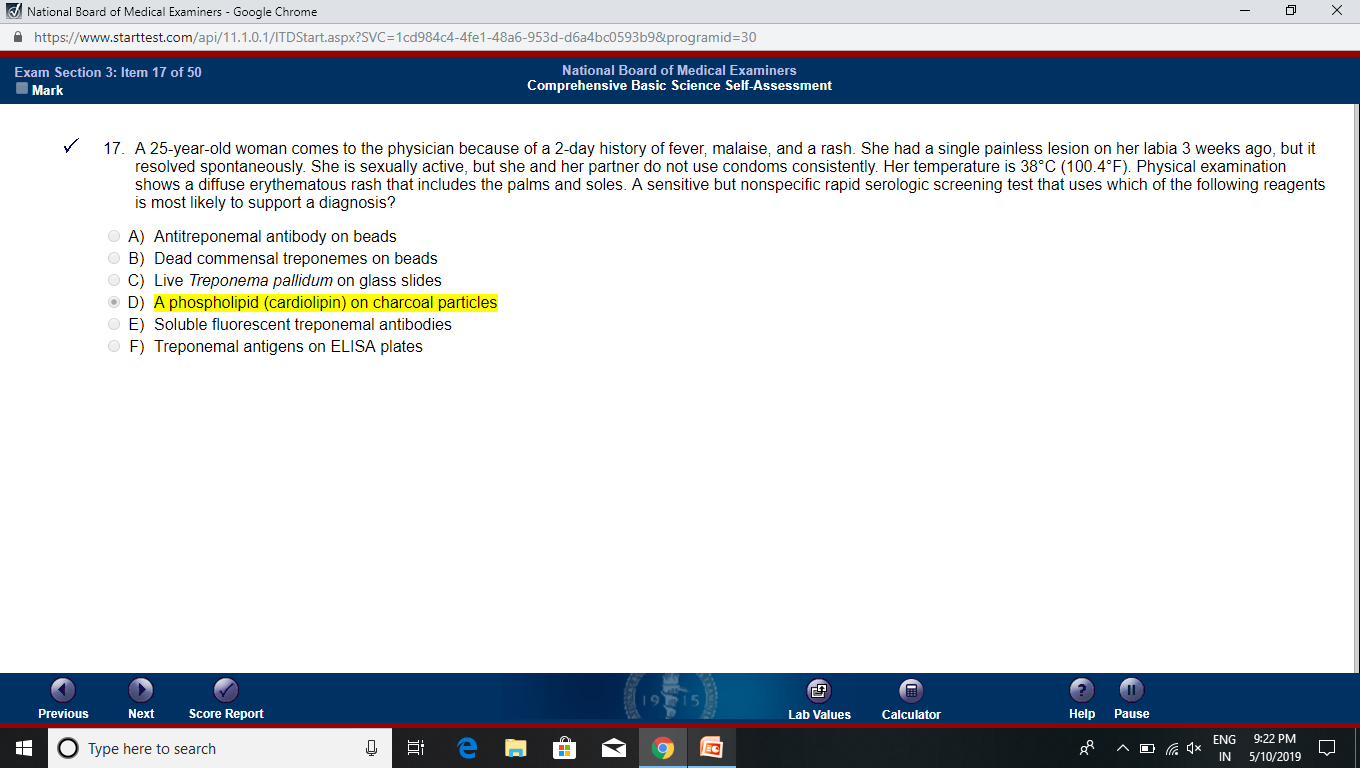 National Board of Medical Examiners - Google Chrome
https://www.starttest.com/api/11.1.0.1/ITDStart.aspx?SVC=1cd984c4-4fe1-48a6-953d-d6a4bc0593b9&programid=30
Exam Section 3: Item 17 of 50
National Board of Medical Examiners
Mark
Comprehensive Basic Science Self-Assessment
17. A 25-year-old woman comes to the physician because of a 2-day history of fever, malaise, and a rash. She had a single painless lesion on her labia 3 weeks ago, but it
resolved spontaneously. She is sexually active, but she and her partner do not use condoms consistently. Her temperature is 38°C (100.4°F). Physical examination
shows a diffuse erythematous rash that includes the palms and soles. A sensitive but nonspecific rapid serologic screening test that uses which of the following reagents
is most likely to support a diagnosis?
A) Antitreponemal antibody on beads
B) Dead commensal treponemes on beads
C) Live Treponema pallidum on glass slides
D) A phospholipid (cardiolipin) on charcoal particles
E) Soluble fluorescent treponemal antibodies
F) Treponemal antigens on ELISA plates
1915
Previous Next Score Report Lab Values Calculator Help Pause
Type here to search
ENG 9:22 PM
IN 5/10/2019